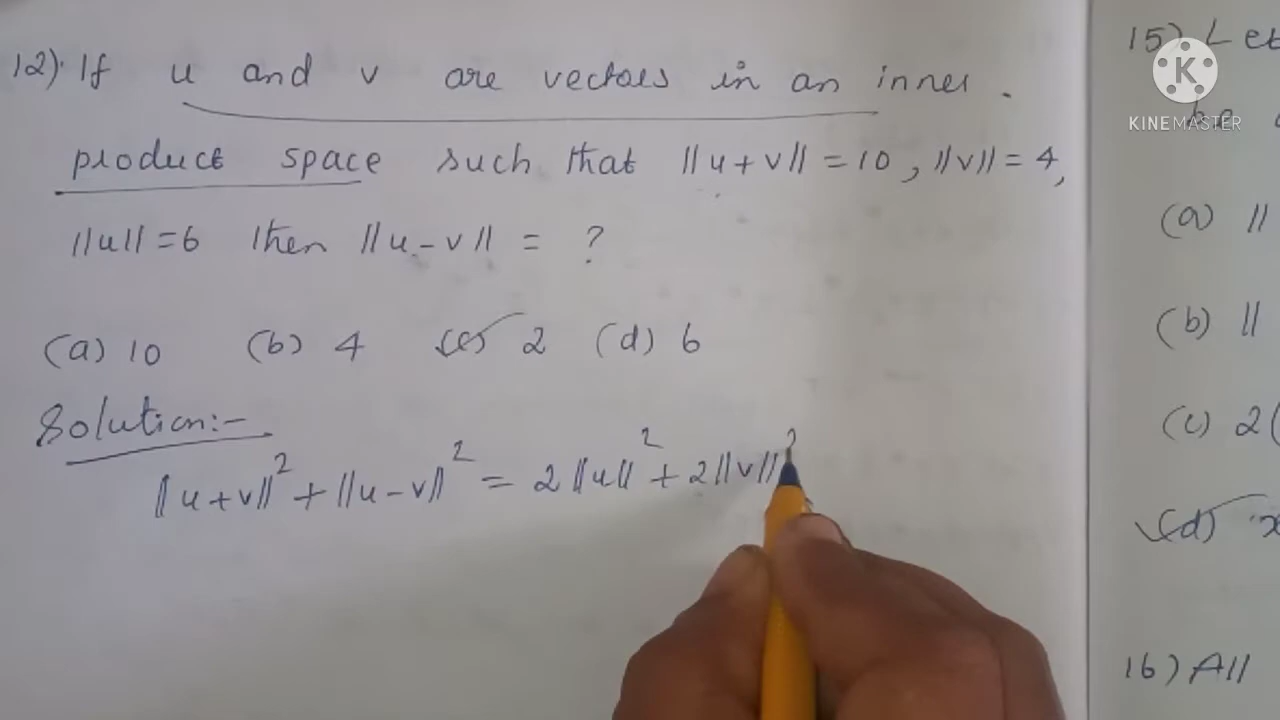 12). If u and v are vectors in an inner
product space such that ||u+v|| = 10, ||v|| = 4,
||u|| = 6 then ||u-v|| = ?
(a) 10 (b) 4 (c) 2 (d) 6
Solution:-
||u+v||² + ||u-v||² = 2||u||² + 2||v||²
15) Let
be
(a) ||
(b) ||
(c) 2(
(d) x
16) All
K
KINEMASTER